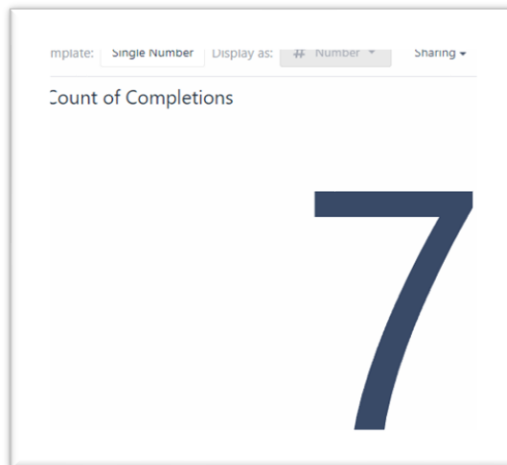 mplate: Single Number Display as: # Number Sharing
Count of Completions
7